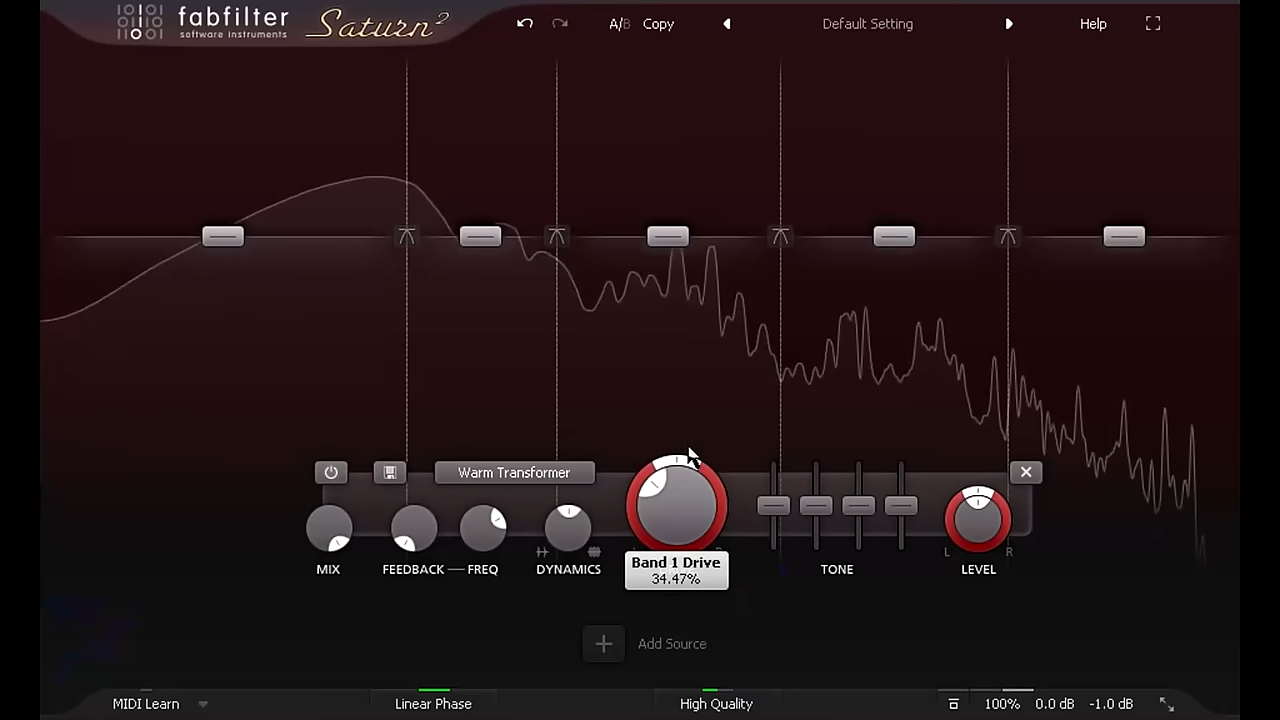 fabfilter
software instruments
Saturn 2
A/B Copy Default Setting Help
Warm Transformer
L R
Band 1 Drive
34.47%
MIX FEEDBACK FREQ DYNAMICS TONE LEVEL
+ Add Source
MIDI Learn Linear Phase High Quality 100% 0.0 dB -1.0 dB